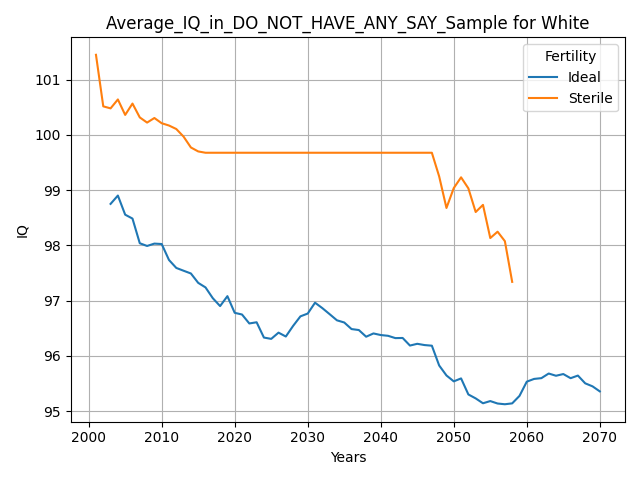 Average_IQ_in_DO_NOT_HAVE_ANY_SAY_Sample for White
Fertility
Ideal
Sterile
IQ
101
100
99
98
97
96
95
2000 2010 2020 2030 2040 2050 2060 2070
Years